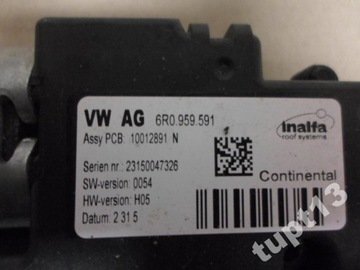 VW AG 6R0.959.591
inalfa
roof systems
Assy PCB: 10012891 N
Serien nr.: 23150047326
Continental
SW-version: 0054
HW-version: H05
Datum: 2 31 5
tupt13